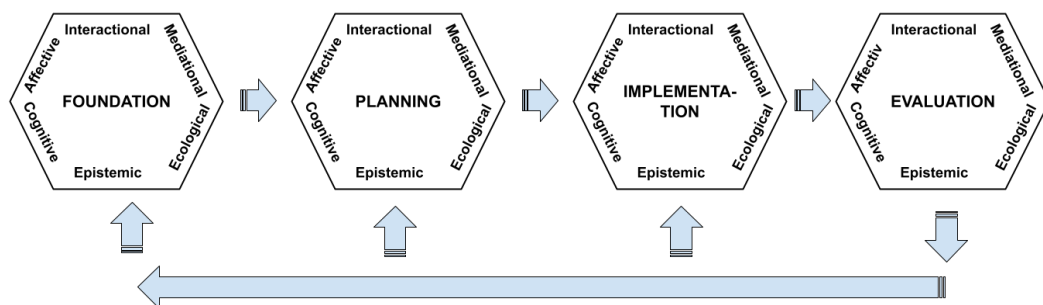 Interactional
Affective
Mediational
FOUNDATION
Cognitive
Ecological
Epistemic
Interactional
Affective
Mediational
PLANNING
Cognitive
Ecological
Epistemic
Interactional
Affective
Mediational
IMPLEMENTA-
TION
Cognitive
Ecological
Epistemic
Interactional
Affectiv
Mediational
EVALUATION
Cognitive
Ecological
Epistemic